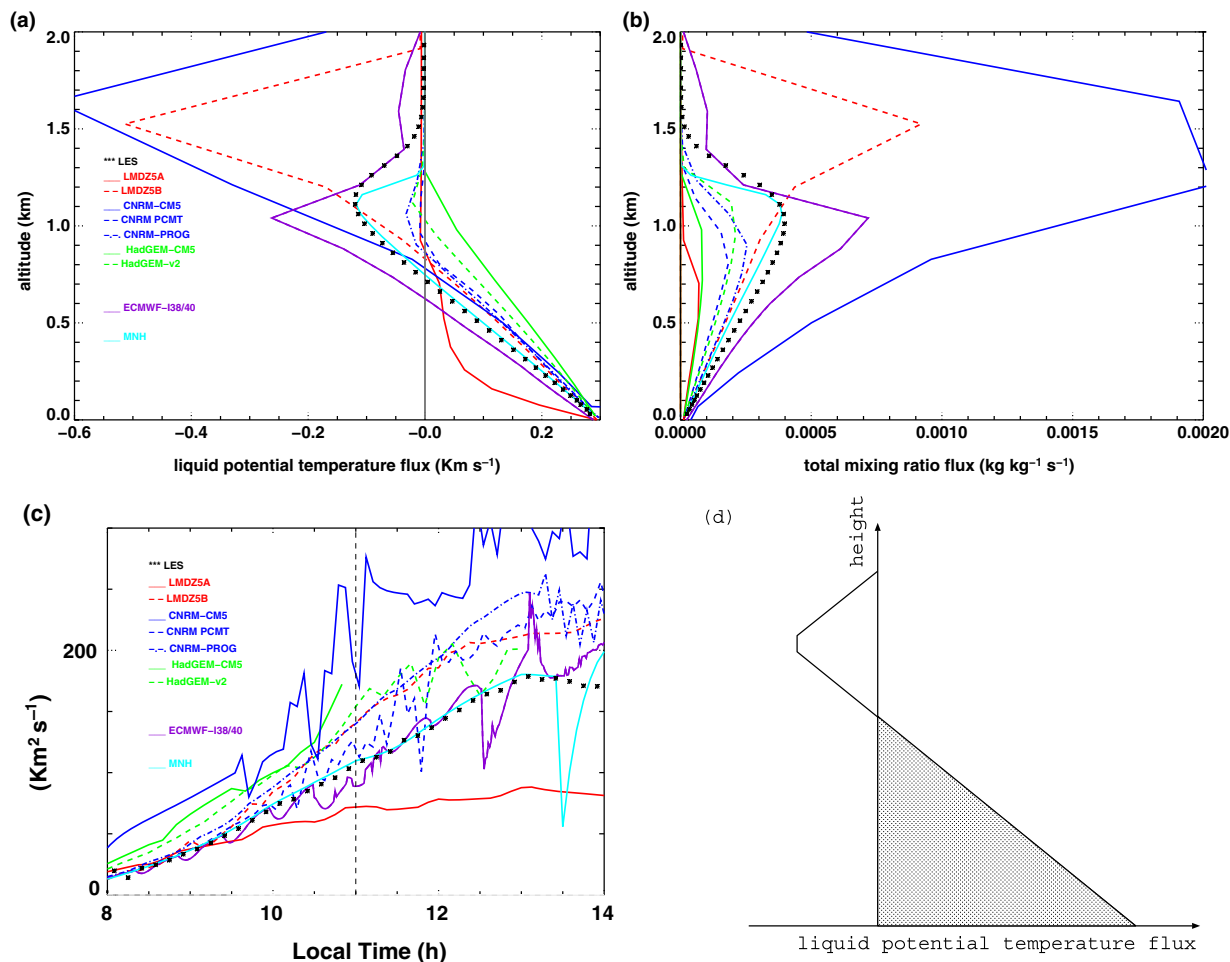 (a)
2.0
1.5
1.0
0.5
0.0
altitude (km)
*** LES
___ LMDZ5A
LMDZ5B
CNRM−CM5
CNRM PCMT
CNRM−PROG
HadGEM−CM5
HadGEM−v2
ECMWF−I38/40
MNH
−0.6
−0.4
−0.2
−0.0
0.2
liquid potential temperature flux (Km s⁻¹)
(b)
2.0
1.5
1.0
0.5
0.0
altitude (km)
0.0000
0.0005
0.0010
0.0015
0.0020
total mixing ratio flux (kg kg⁻¹ s⁻¹)
(c)
200
0
(Km² s⁻¹)
*** LES
LMDZ5A
LMDZ5B
CNRM−CM5
CNRM PCMT
CNRM−PROG
HadGEM−CM5
HadGEM−v2
ECMWF−I38/40
MNH
8
10
12
14
Local Time (h)
(d)
height
liquid potential temperature flux